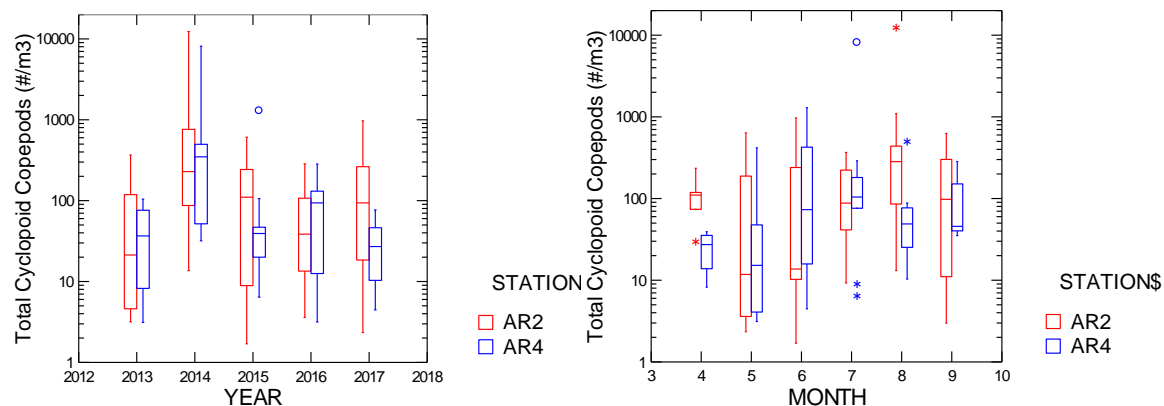 Total Cyclopoid Copepods (#/m3)
10000
1000
100
10
1
2012 2013 2014 2015 2016 2017 2018
YEAR
STATION
AR2
AR4
Total Cyclopoid Copepods (#/m3)
10000
1000
100
10
1
3 4 5 6 7 8 9 10
MONTH
STATION$
AR2
AR4